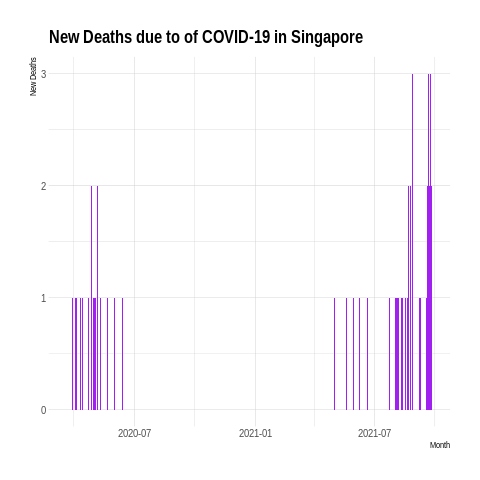 New Deaths due to of COVID-19 in Singapore
New Deaths
3
2
1
0
2020-07
2021-01
2021-07
Month